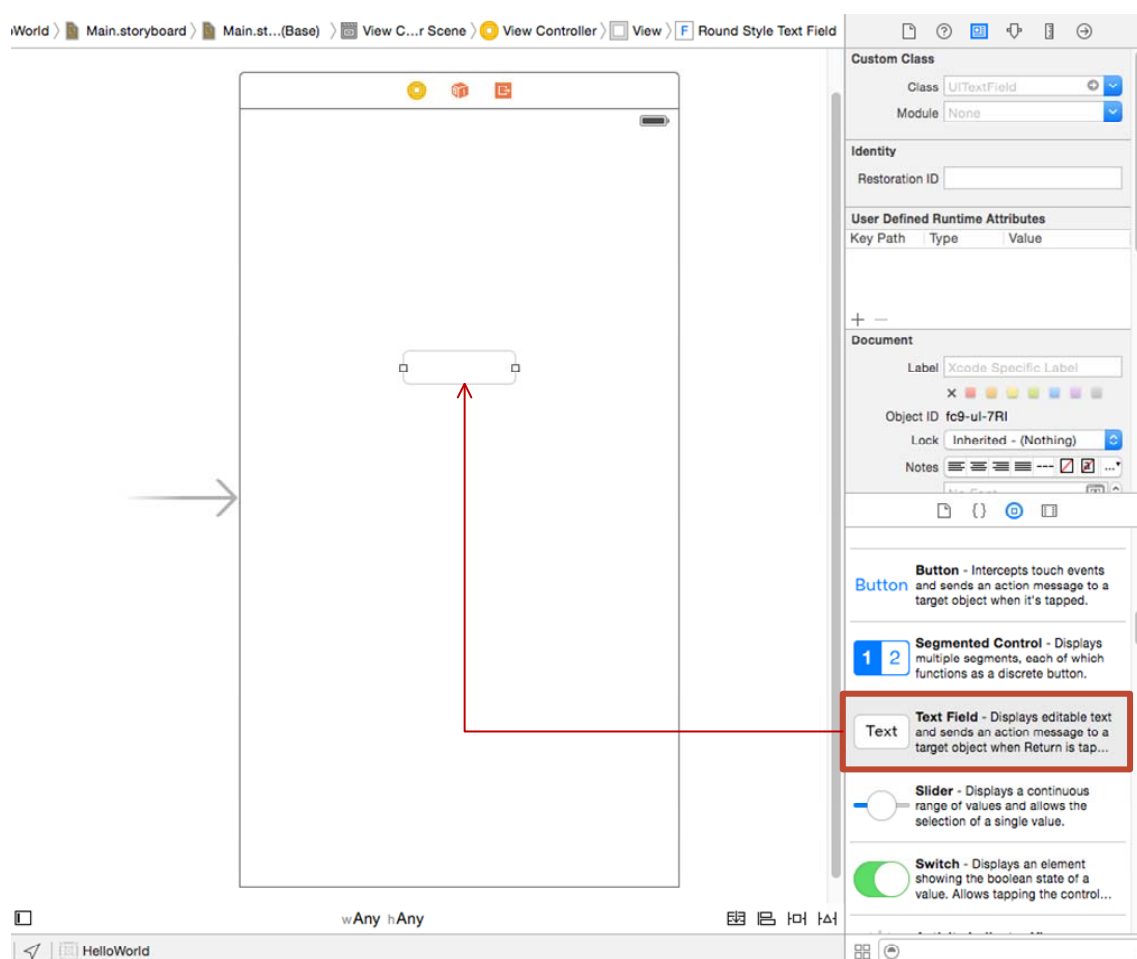 oWorld Main.storyboard Main.st...(Base) View C...r Scene View Controller View F Round Style Text Field
Custom Class
Class UITextField
Module None
Identity
Restoration ID
User Defined Runtime Attributes
Key Path Type Value
+ −
Document
Label Xcode Specific Label
Object ID fc9-ul-7RI
Lock Inherited - (Nothing)
Notes
No Font
Button
Button - Intercepts touch events
and sends an action message to a
target object when it's tapped.
1 2
Segmented Control - Displays
multiple segments, each of which
functions as a discrete button.
Text
Text Field - Displays editable text
and sends an action message to a
target object when Return is tap...
Slider - Displays a continuous
range of values and allows the
selection of a single value.
Switch - Displays an element
showing the boolean state of a
value. Allows tapping the control...
wAny hAny
HelloWorld